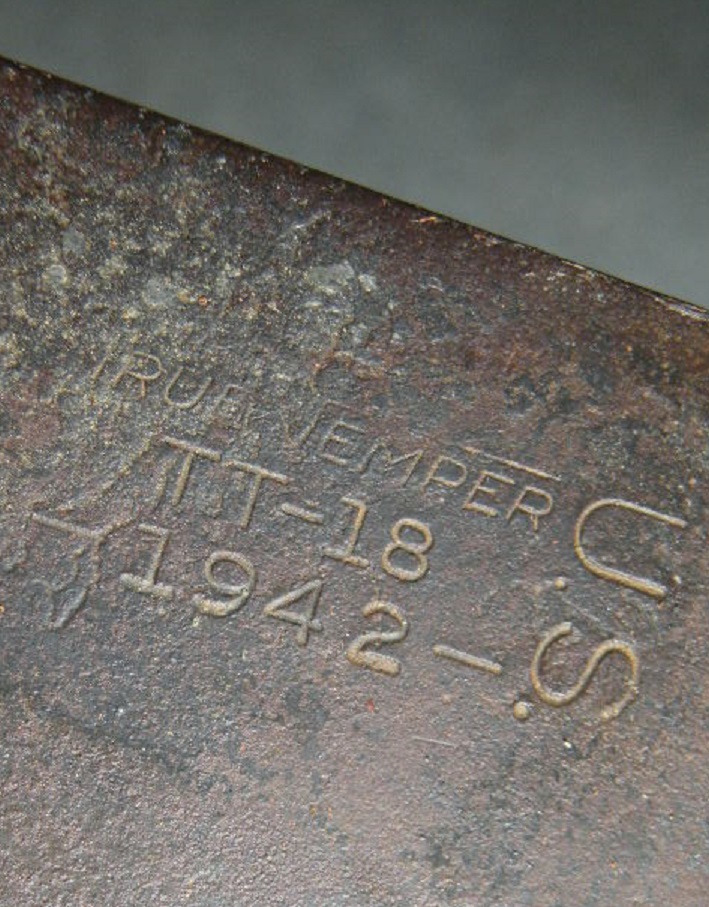 TRUE TEMPER
TT-18
-1942-
U.S.